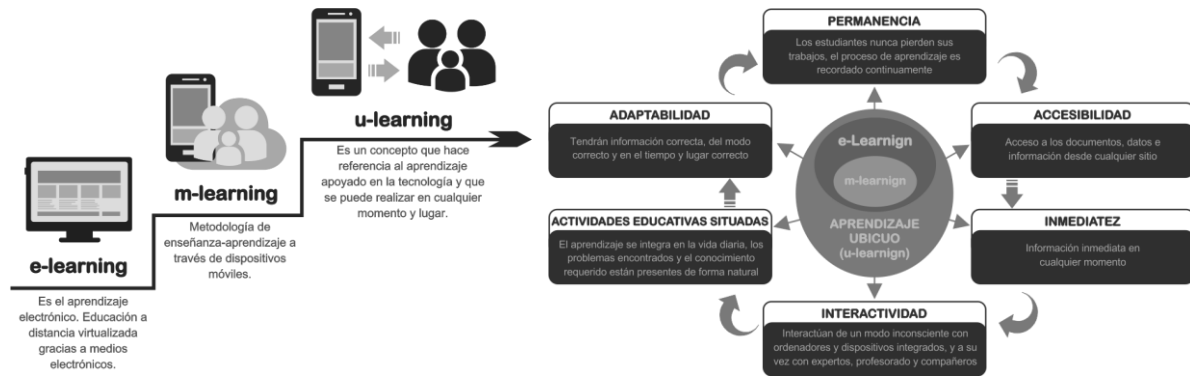 e-learning
Es el aprendizaje
electrónico. Educación a
distancia virtualizada
gracias a medios
electrónicos.
m-learning
Metodología de
enseñanza-aprendizaje a
través de dispositivos
móviles.
u-learning
Es un concepto que hace
referencia al aprendizaje
apoyado en la tecnología y que
se puede realizar en cualquier
momento y lugar.
PERMANENCIA
Los estudiantes nunca pierden sus
trabajos, el proceso de aprendizaje es
recordado continuamente
ACCESIBILIDAD
Acceso a los documentos, datos e
información desde cualquier sitio
INMEDIATEZ
Información inmediata en
cualquier momento
INTERACTIVIDAD
Interactúan de un modo inconsciente con
ordenadores y dispositivos integrados, y a su
vez con expertos, profesorado y compañeros
ACTIVIDADES EDUCATIVAS SITUADAS
El aprendizaje se integra en la vida diaria, los
problemas encontrados y el conocimiento
requerido están presentes de forma natural
ADAPTABILIDAD
Tendrán información correcta, del modo
correcto y en el tiempo y lugar correcto
e-Learnign
m-learnign
APRENDIZAJE
UBICUO
(u-learnign)